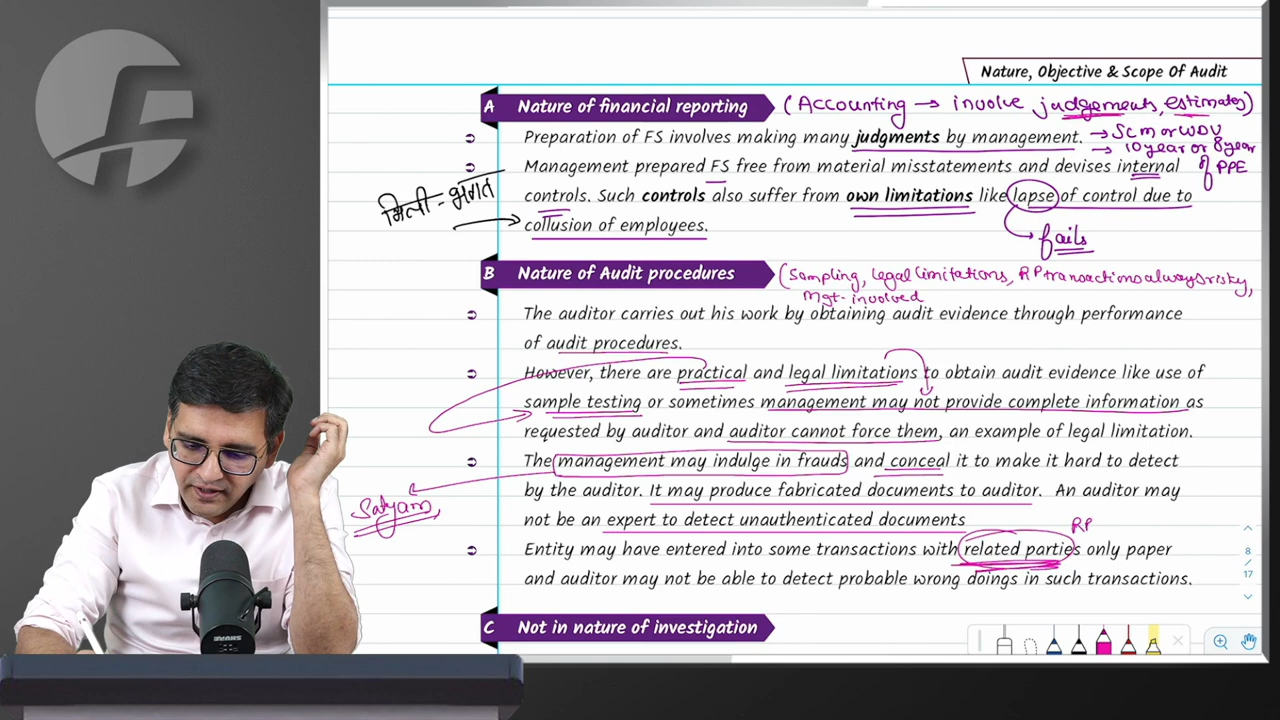 Nature, Objective & Scope Of Audit
A Nature of financial reporting (Accounting → involve judgements, estimates)
Preparation of FS involves making many judgments by management. → SLM or WDV
→ 10 year or 8 year
Management prepared FS free from material misstatements and devises internal of PPE
मिली-भगत controls. Such controls also suffer from own limitations like lapse of control due to
collusion of employees. → fails
B Nature of Audit procedures (Sampling, legal limitations, RP transactions always risky,
Mgt-involved
The auditor carries out his work by obtaining audit evidence through performance
of audit procedures.
However, there are practical and legal limitations to obtain audit evidence like use of
sample testing or sometimes management may not provide complete information as
requested by auditor and auditor cannot force them, an example of legal limitation.
The management may indulge in frauds and conceal it to make it hard to detect
Satyam by the auditor. It may produce fabricated documents to auditor. An auditor may
not be an expert to detect unauthenticated documents
RP
Entity may have entered into some transactions with related parties only paper
and auditor may not be able to detect probable wrong doings in such transactions.
8
/
17
C Not in nature of investigation
SHURE